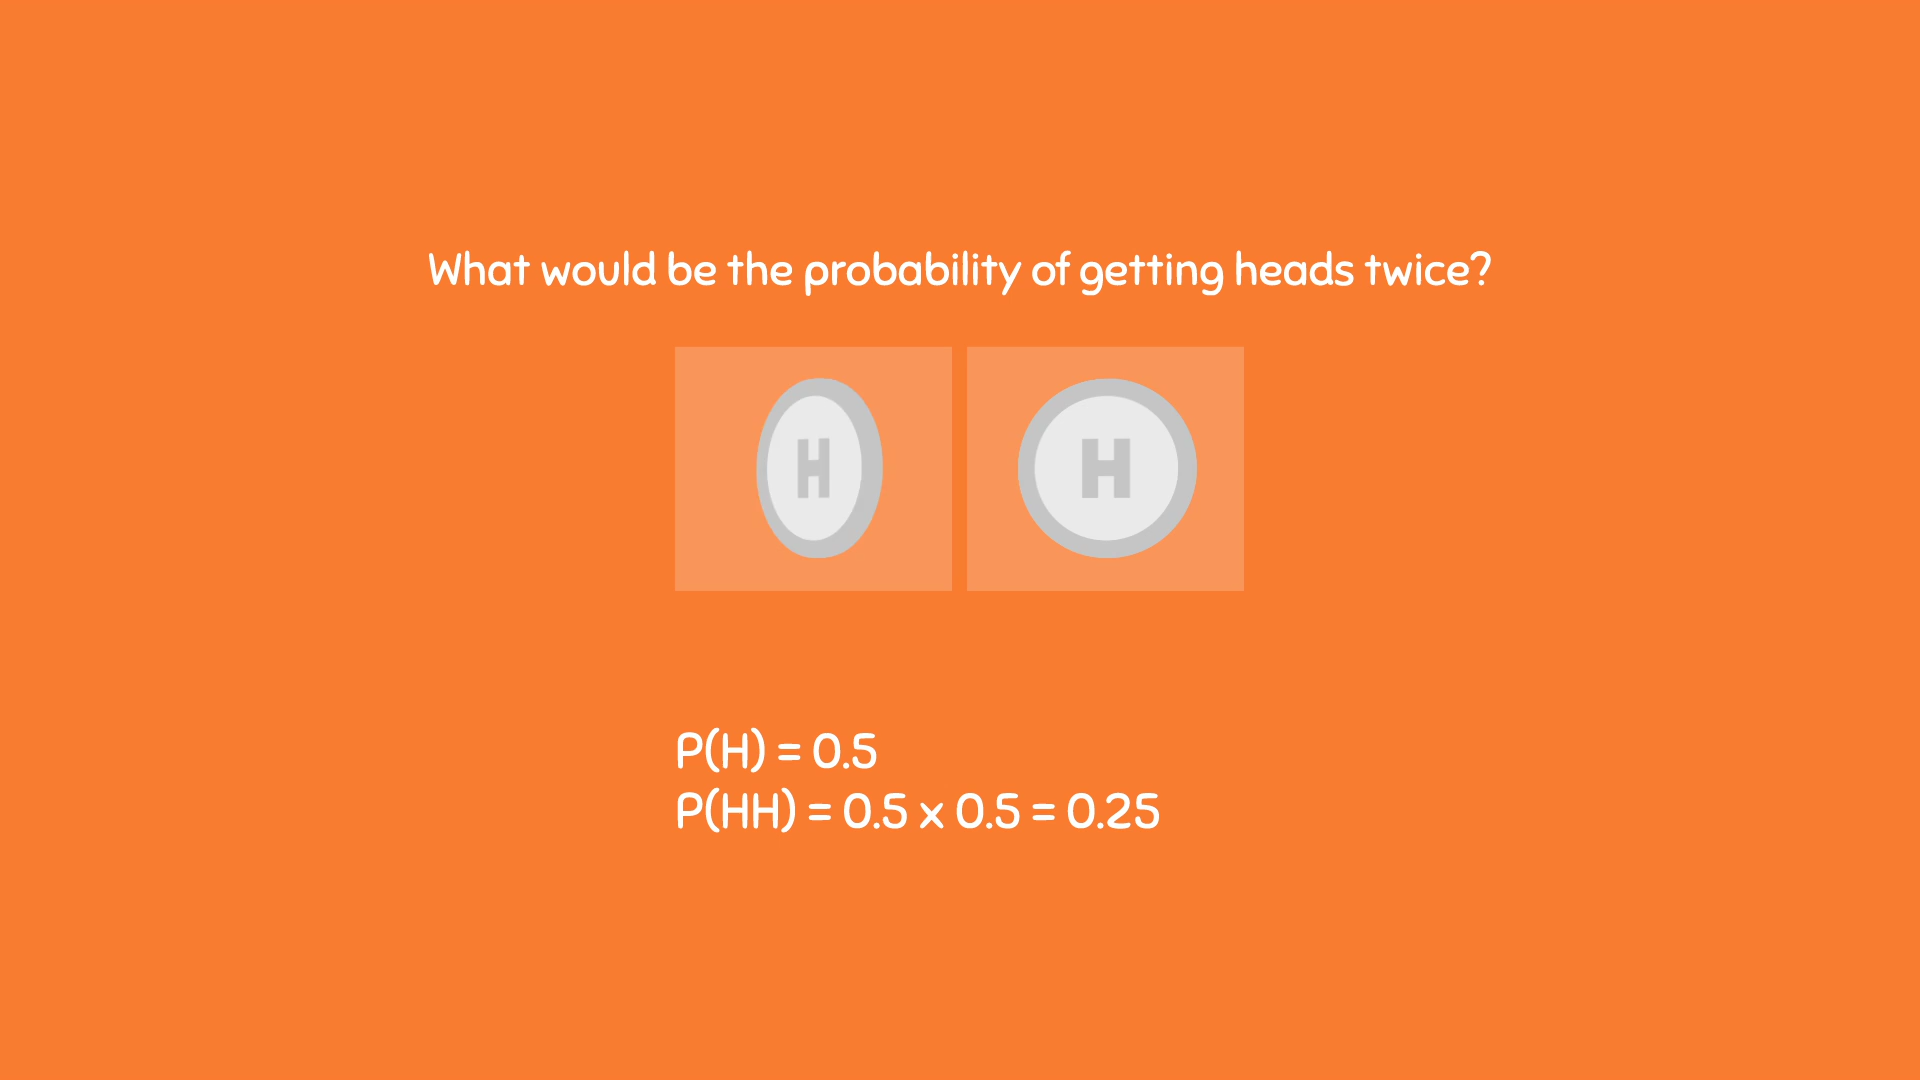 What would be the probability of getting heads twice?
H H
P(H) = 0.5
P(HH) = 0.5 x 0.5 = 0.25